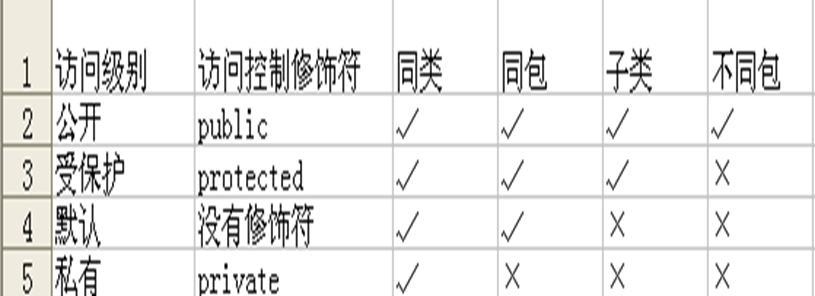 1 访问级别 访问控制修饰符 同类 同包 子类 不同包
2 公开 public ✓ ✓ ✓ ✓
3 受保护 protected ✓ ✓ ✓ ×
4 默认 没有修饰符 ✓ ✓ × ×
5 私有 private ✓ × × ×